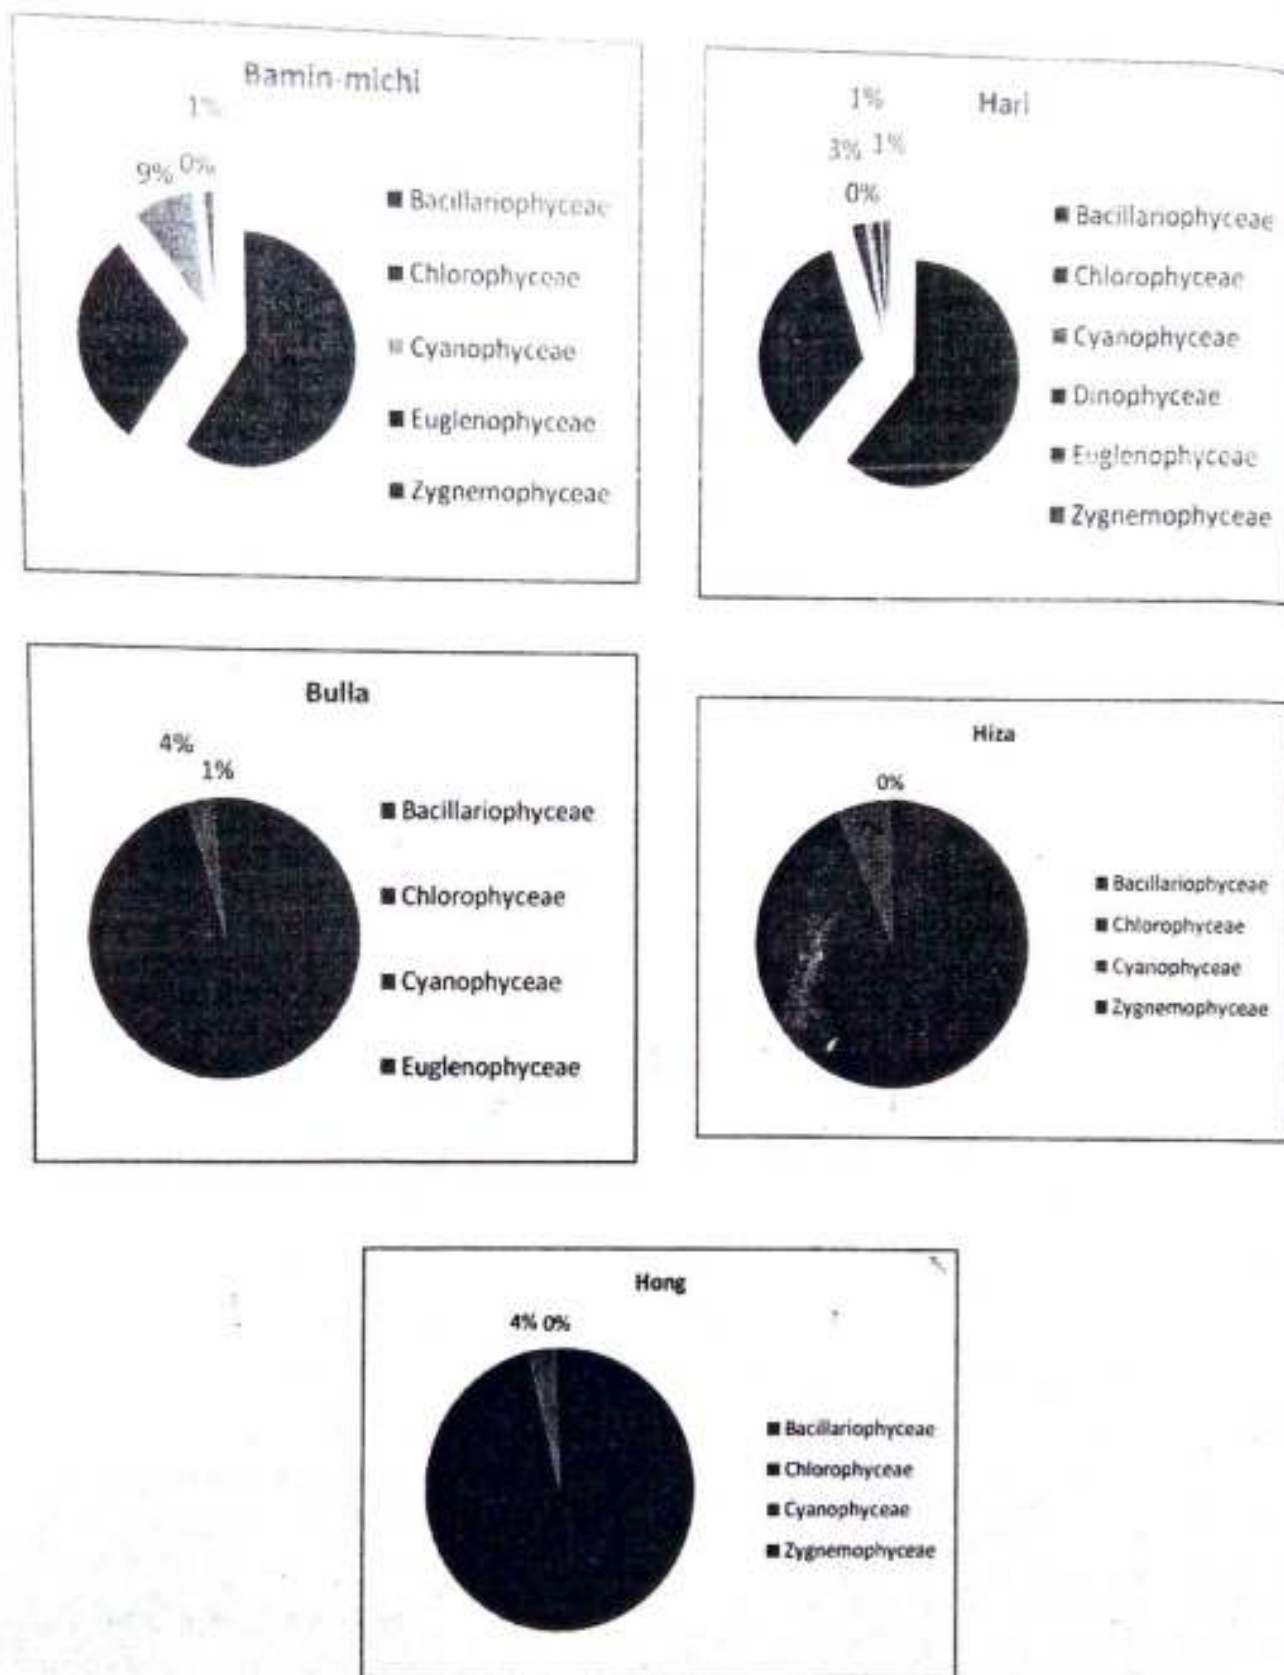 Bamin-michi
1%
9% 0%
Bacillariophyceae
Chlorophyceae
Cyanophyceae
Euglenophyceae
Zygnemophyceae
Hari
1%
3% 1%
0%
Bacillariophyceae
Chlorophyceae
Cyanophyceae
Dinophyceae
Euglenophyceae
Zygnemophyceae
Bulla
4%
1%
Bacillariophyceae
Chlorophyceae
Cyanophyceae
Euglenophyceae
Hiza
0%
Bacillariophyceae
Chlorophyceae
Cyanophyceae
Zygnemophyceae
Hong
4% 0%
Bacillariophyceae
Chlorophyceae
Cyanophyceae
Zygnemophyceae